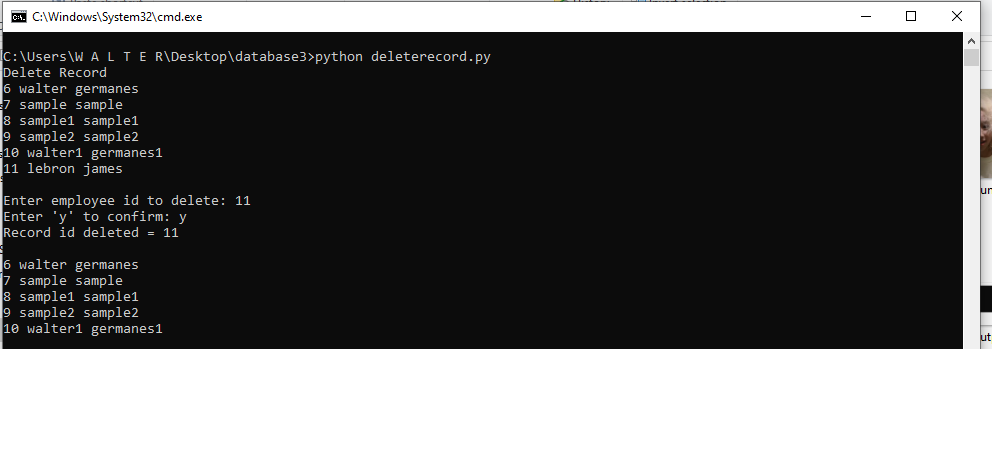 C:\Windows\System32\cmd.exe
C:\Users\W A L T E R\Desktop\database3>python deleterecord.py
Delete Record
6 walter germanes
7 sample sample
8 sample1 sample1
9 sample2 sample2
10 walter1 germanes1
11 lebron james
Enter employee id to delete: 11
Enter 'y' to confirm: y
Record id deleted = 11
6 walter germanes
7 sample sample
8 sample1 sample1
9 sample2 sample2
10 walter1 germanes1